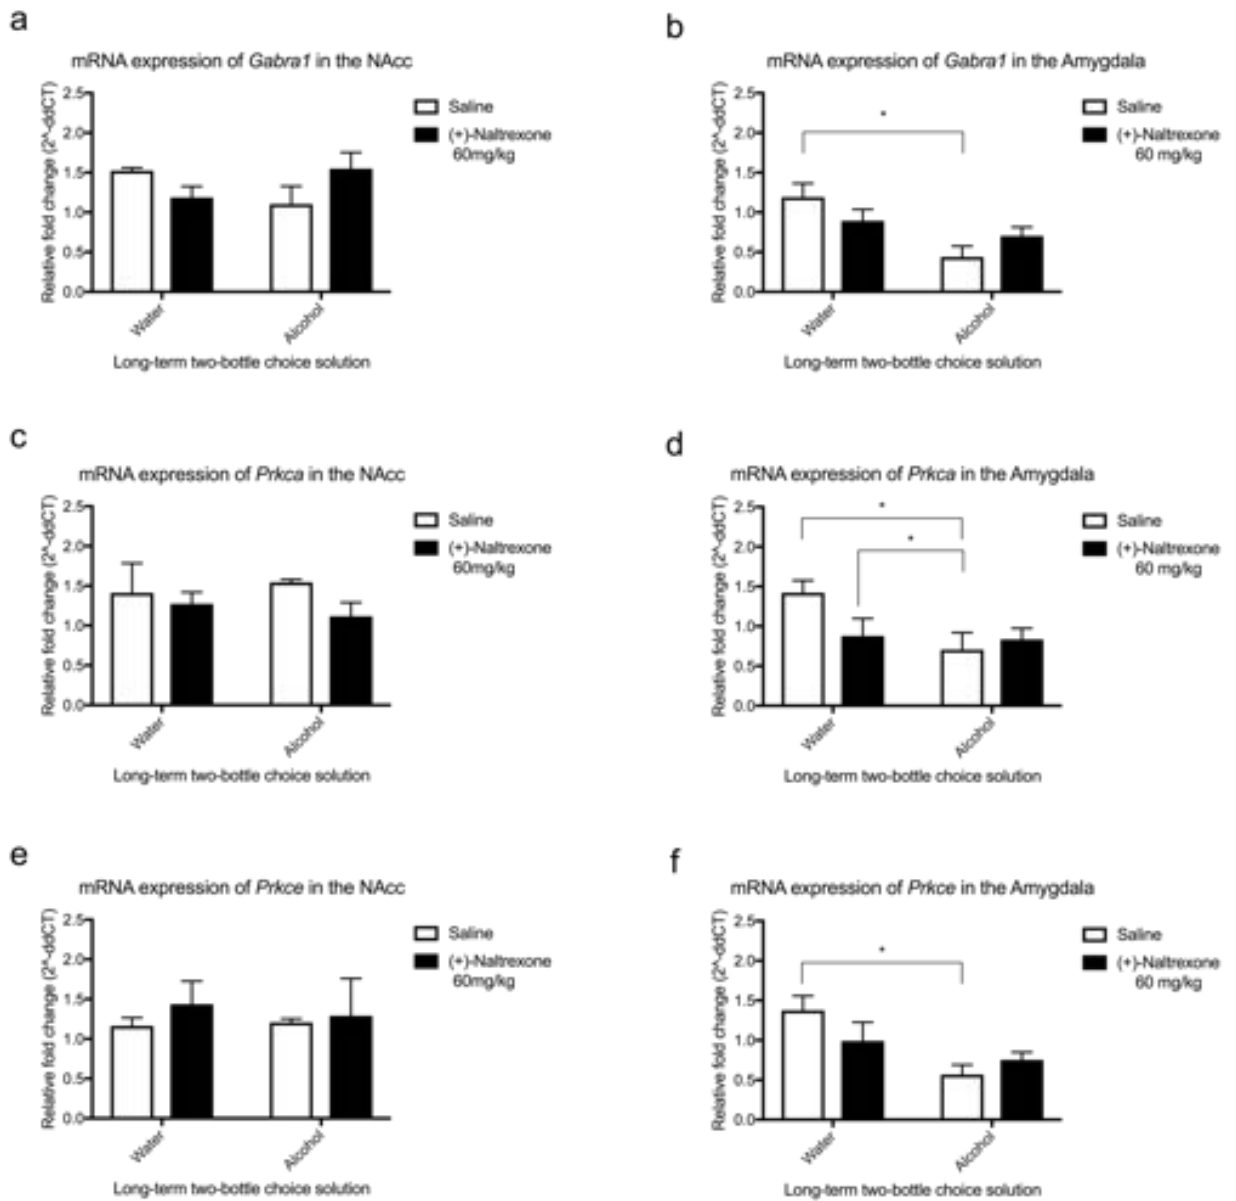 a
mRNA expression of Gabra1 in the NAcc
Relative fold change (2^-ddCT)
2.5
2.0
1.5
1.0
0.5
0.0
Water
Alcohol
Long-term two-bottle choice solution
Saline
(+)-Naltrexone
60mg/kg
b
mRNA expression of Gabra1 in the Amygdala
Relative fold change (2^-ddCT)
2.5
2.0
1.5
1.0
0.5
0.0
*
Water
Alcohol
Long-term two-bottle choice solution
Saline
(+)-Naltrexone
60 mg/kg
c
mRNA expression of Prkca in the NAcc
Relative fold change (2^-ddCT)
2.5
2.0
1.5
1.0
0.5
0.0
Water
Alcohol
Long-term two-bottle choice solution
Saline
(+)-Naltrexone
60mg/kg
d
mRNA expression of Prkca in the Amygdala
Relative fold change (2^-ddCT)
2.5
2.0
1.5
1.0
0.5
0.0
*
*
Water
Alcohol
Long-term two-bottle choice solution
Saline
(+)-Naltrexone
60 mg/kg
e
mRNA expression of Prkce in the NAcc
Relative fold change (2^-ddCT)
2.5
2.0
1.5
1.0
0.5
0.0
Water
Alcohol
Long-term two-bottle choice solution
Saline
(+)-Naltrexone
60mg/kg
f
mRNA expression of Prkce in the Amygdala
Relative fold change (2^-ddCT)
2.5
2.0
1.5
1.0
0.5
0.0
*
Water
Alcohol
Long-term two-bottle choice solution
Saline
(+)-Naltrexone
60 mg/kg